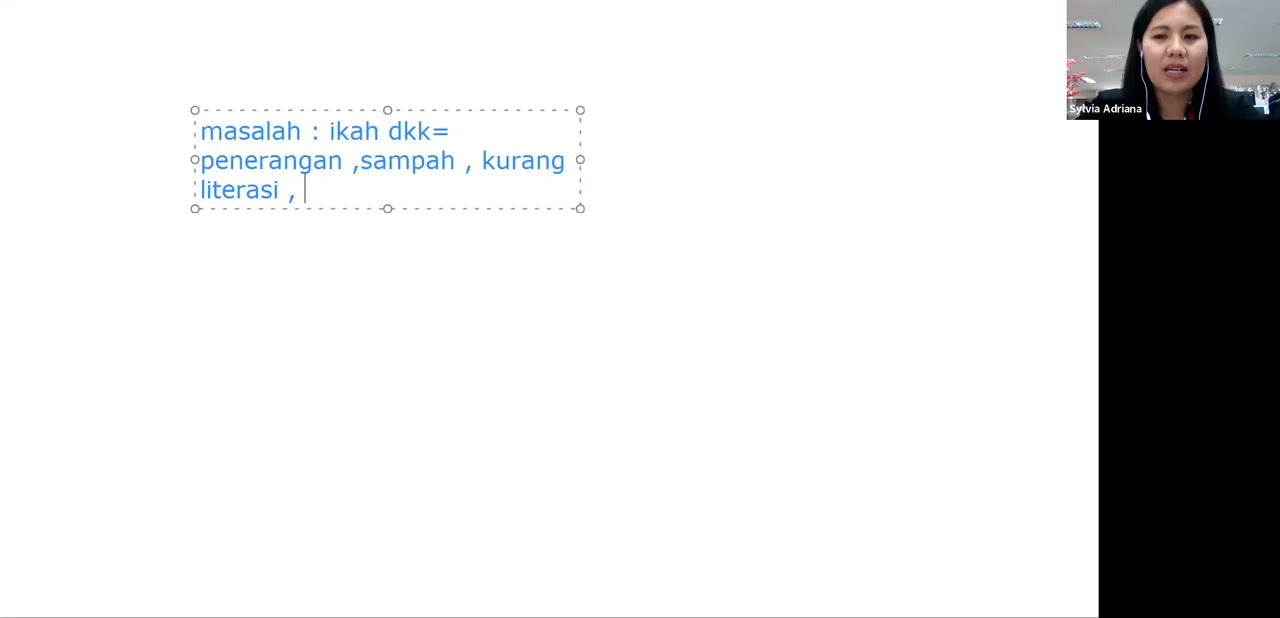 masalah : ikah dkk=
penerangan ,sampah , kurang
literasi ,
Sylvia Adriana